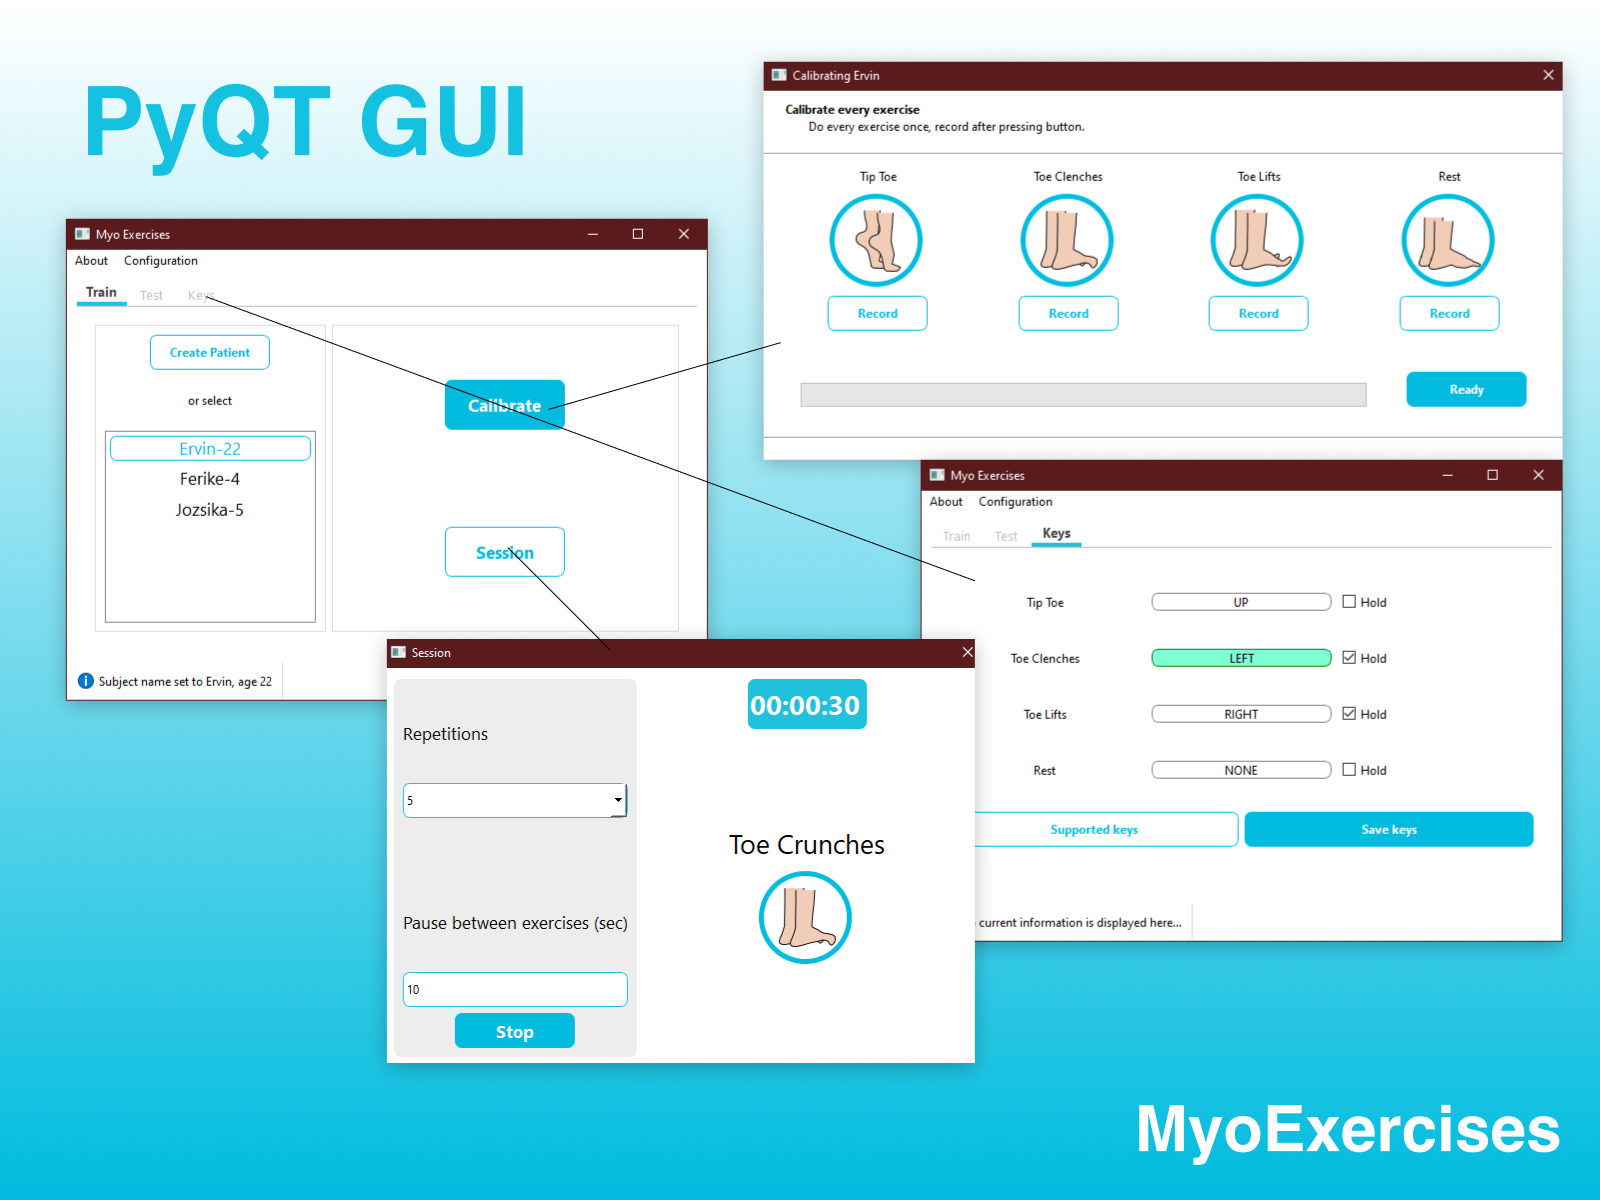 PyQT GUI
Myo Exercises
About Configuration
Train Test Keys
Create Patient
or select
Ervin-22
Ferike-4
Jozsika-5
Calibrate
Session
Subject name set to Ervin, age 22
Calibrating Ervin
Calibrate every exercise
Do every exercise once, record after pressing button.
Tip Toe Toe Clenches Toe Lifts Rest
Record Record Record Record
Ready
Myo Exercises
About Configuration
Train Test Keys
Tip Toe UP Hold
Toe Clenches LEFT Hold
Toe Lifts RIGHT Hold
Rest NONE Hold
Supported keys Save keys
current information is displayed here...
Session
00:00:30
Repetitions
5
Toe Crunches
Pause between exercises (sec)
10
Stop
MyoExercises